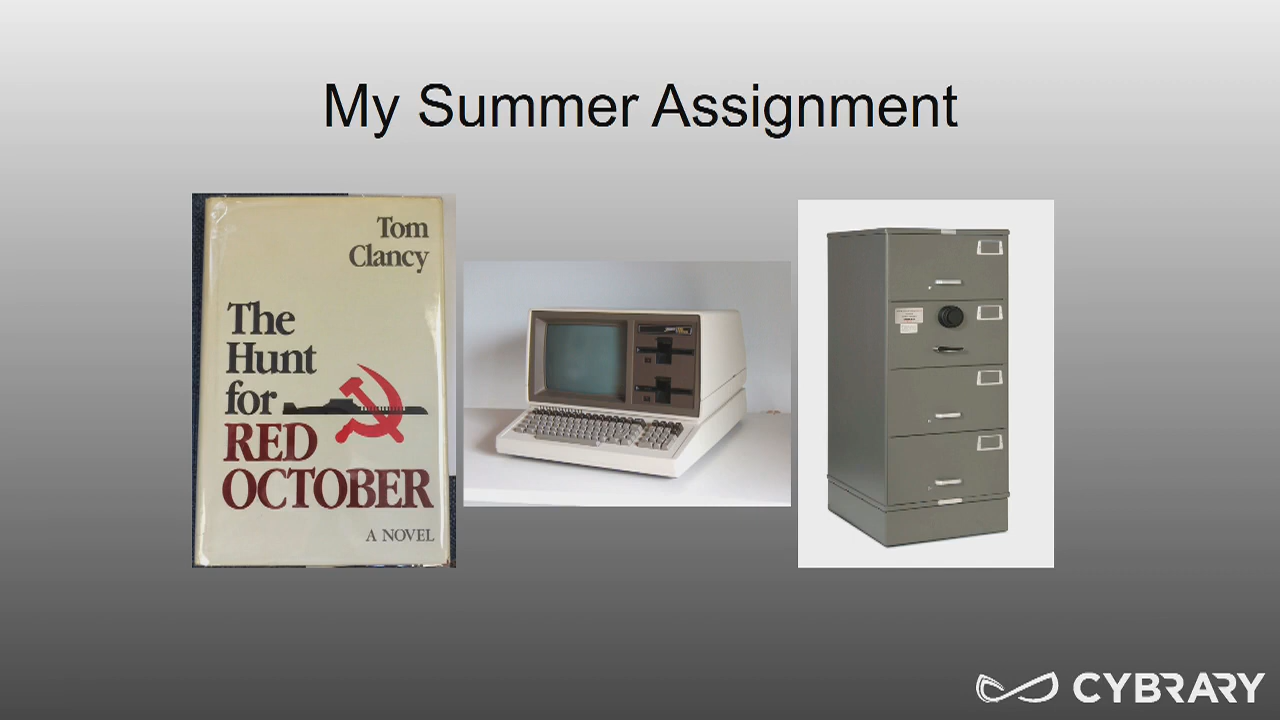 My Summer Assignment
Tom
Clancy
The
Hunt
for
RED
OCTOBER
A NOVEL
CYBRARY